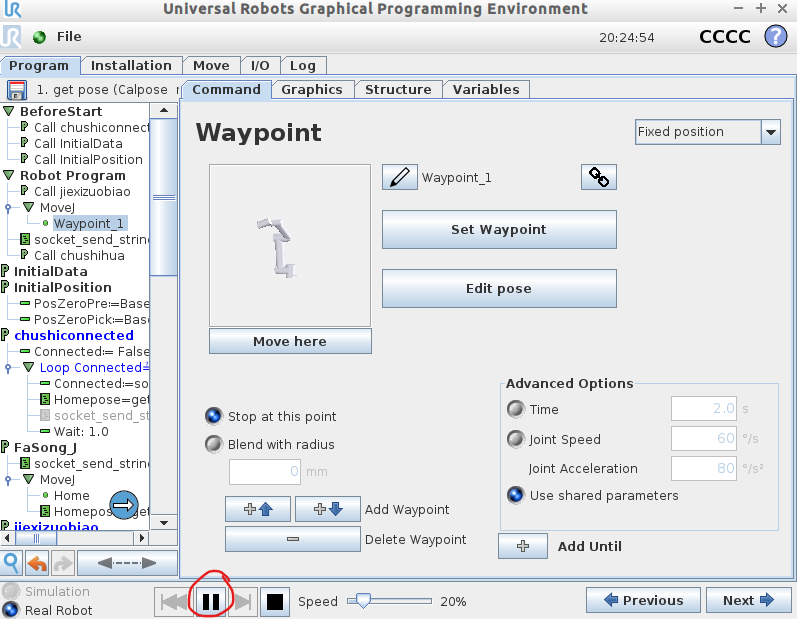 Universal Robots Graphical Programming Environment
File
20:24:54
CCCC
?
Program
Installation
Move
I/O
Log
1. get pose (Calpose
Command
Graphics
Structure
Variables
BeforeStart
Call chushiconnect
Call InitialData
Call InitialPosition
Robot Program
Call jiexizuobiao
MoveJ
Waypoint_1
socket_send_string
Call chushihua
InitialData
InitialPosition
PosZeroPre:=Base
PosZeroPick:=Bas
chushiconnected
Connected:= False
Loop Connected=
Connected:=so
Homepose:=get
socket_send_st
Wait: 1.0
FaSong_J
socket_send_string
MoveJ
Home
Homepos
jiexizuobiao
Waypoint
Fixed position
Waypoint_1
Set Waypoint
Edit pose
Move here
Stop at this point
Blend with radius
0 mm
Add Waypoint
Delete Waypoint
Advanced Options
Time 2.0 s
Joint Speed 60 °/s
Joint Acceleration 80 °/s²
Use shared parameters
Add Until
Simulation
Real Robot
Speed 20%
Previous
Next